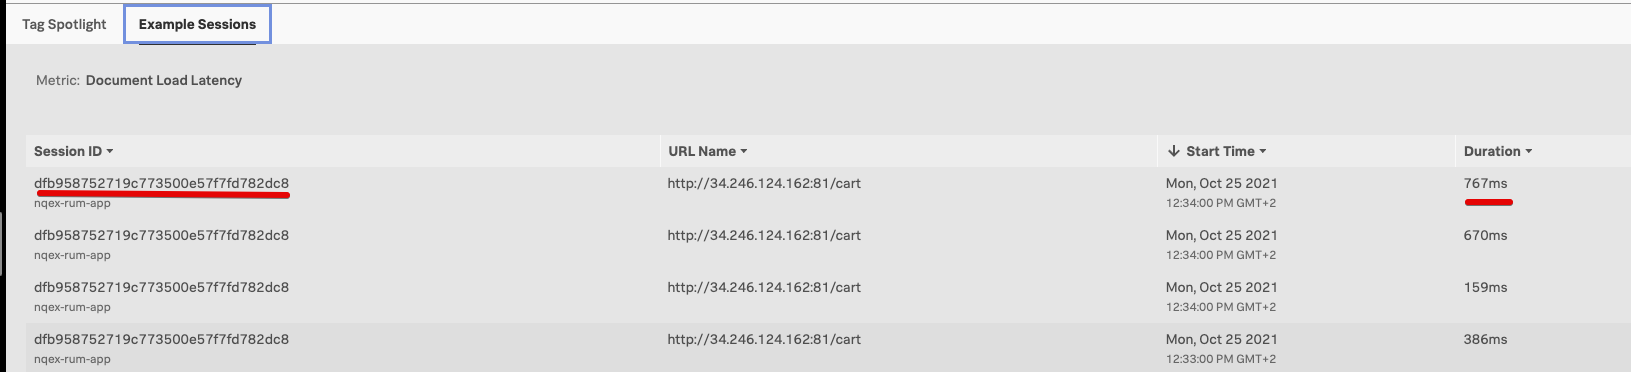 Tag Spotlight Example Sessions
Metric: Document Load Latency
Session ID URL Name Start Time Duration
dfb958752719c773500e57f7fd782dc8 http://34.246.124.162:81/cart Mon, Oct 25 2021 767ms
nqex-rum-app 12:34:00 PM GMT+2
dfb958752719c773500e57f7fd782dc8 http://34.246.124.162:81/cart Mon, Oct 25 2021 670ms
nqex-rum-app 12:34:00 PM GMT+2
dfb958752719c773500e57f7fd782dc8 http://34.246.124.162:81/cart Mon, Oct 25 2021 159ms
nqex-rum-app 12:34:00 PM GMT+2
dfb958752719c773500e57f7fd782dc8 http://34.246.124.162:81/cart Mon, Oct 25 2021 386ms
nqex-rum-app 12:33:00 PM GMT+2